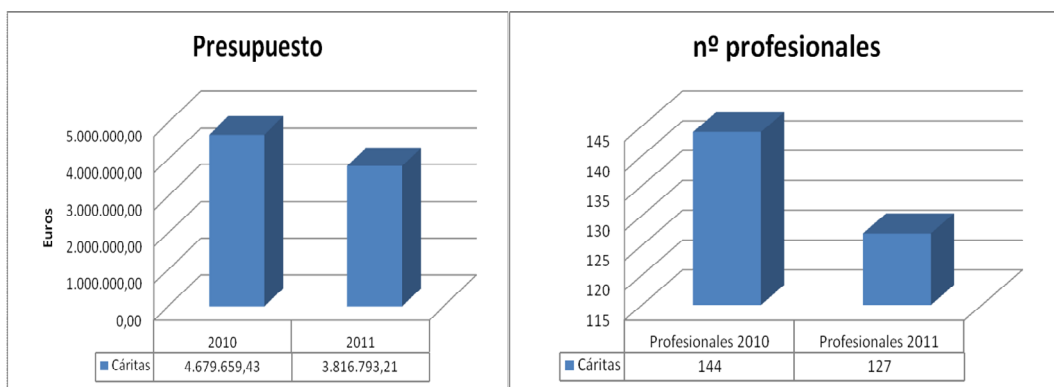 Presupuesto
5.000.000,00
4.000.000,00
3.000.000,00
2.000.000,00
1.000.000,00
0,00
Euros
2010 2011
Cáritas 4.679.659,43 3.816.793,21
nº profesionales
145
140
135
130
125
120
115
Profesionales 2010 Profesionales 2011
Cáritas 144 127